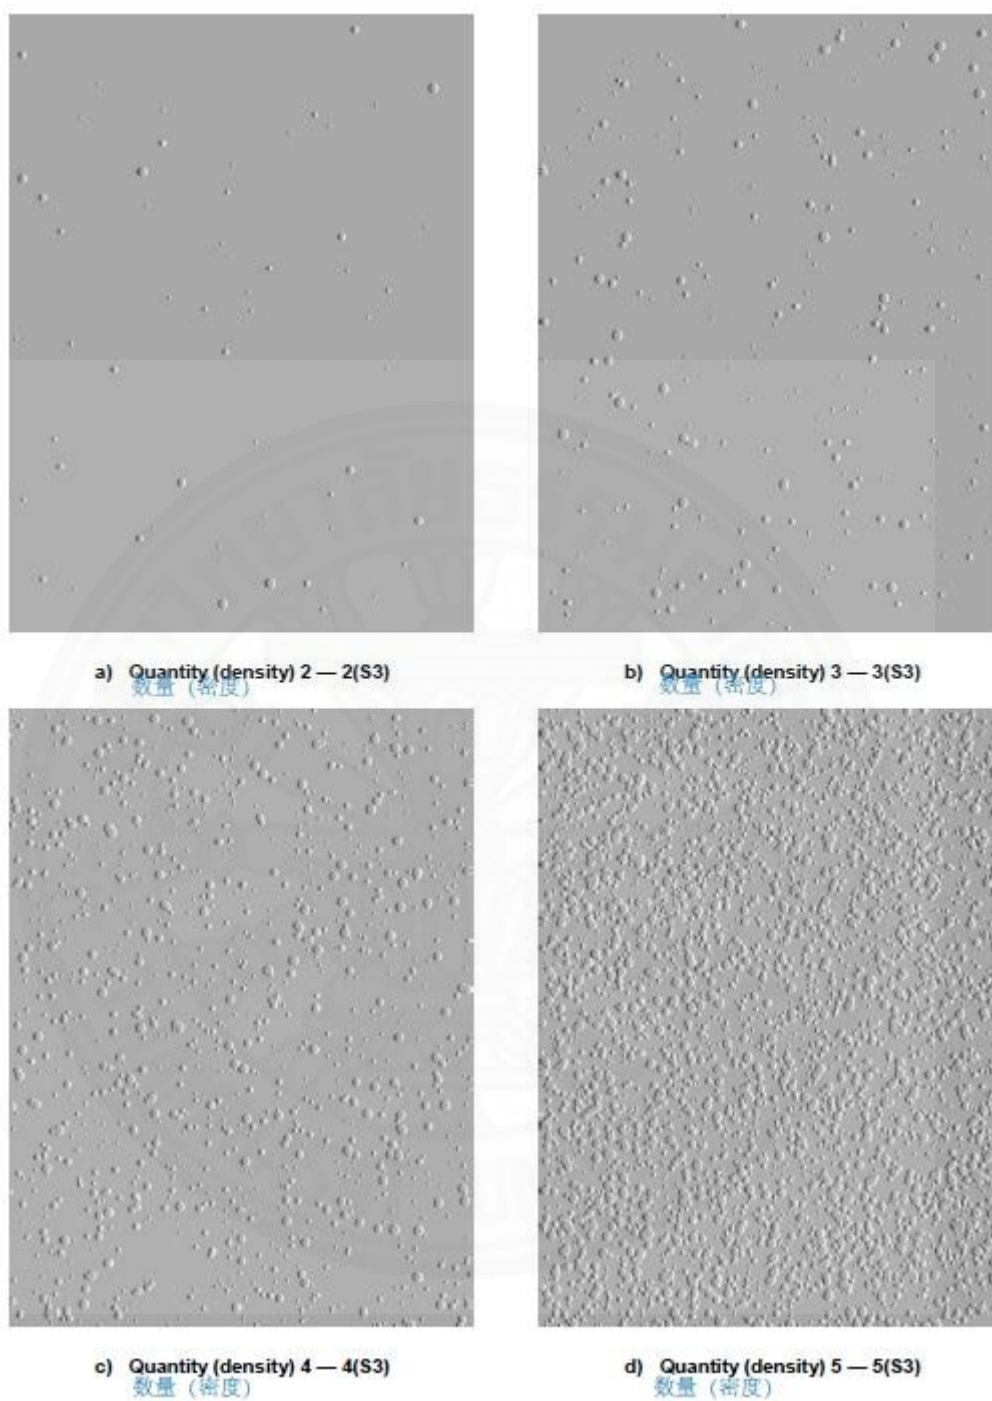 a) Quantity (density) 2 — 2(S3)
数量（密度）
b) Quantity (density) 3 — 3(S3)
数量（密度）
c) Quantity (density) 4 — 4(S3)
数量（密度）
d) Quantity (density) 5 — 5(S3)
数量（密度）